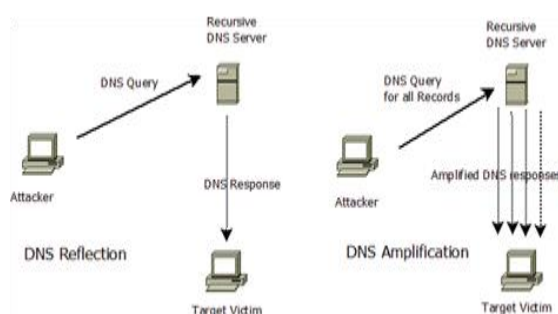 Recursive
DNS Server
DNS Query
Attacker
DNS Response
DNS Reflection
Target Victim
Recursive
DNS Server
DNS Query
for all Records
Attacker
Amplified DNS responses
DNS Amplification
Target Victim